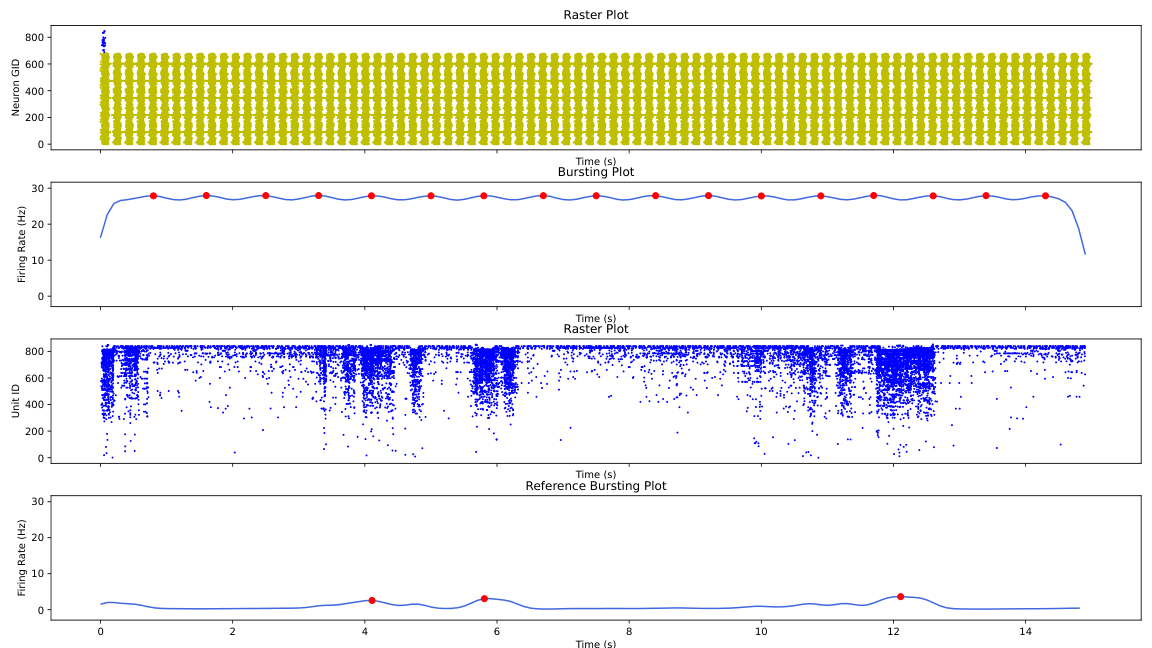 Raster Plot
800
600
400
200
0
Neuron GID
Time (s)
Bursting Plot
30
20
10
0
Firing Rate (Hz)
Time (s)
Raster Plot
800
600
400
200
0
Unit ID
Time (s)
Reference Bursting Plot
30
20
10
0
Firing Rate (Hz)
0 2 4 6 8 10 12 14
Time (s)